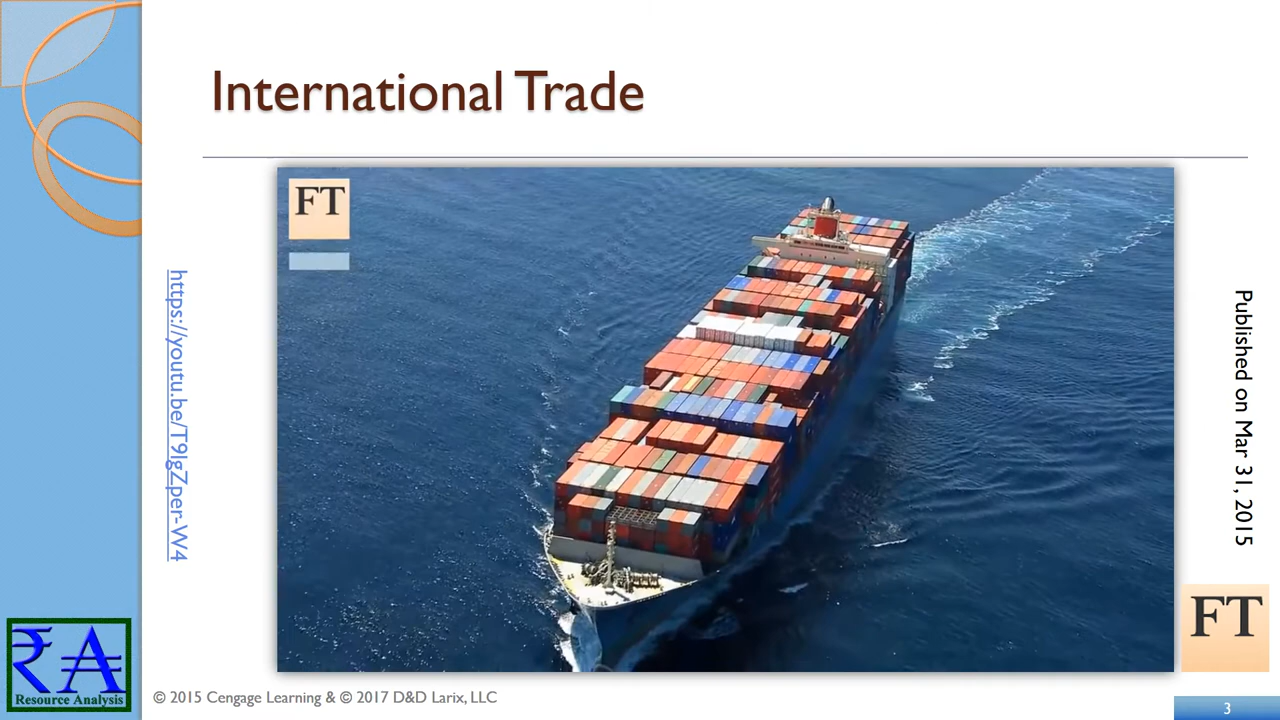 International Trade
FT
https://youtu.be/T9lgZper-W4
Published on Mar 31, 2015
FT
Resource Analysis
© 2015 Cengage Learning & © 2017 D&D Larix, LLC
3